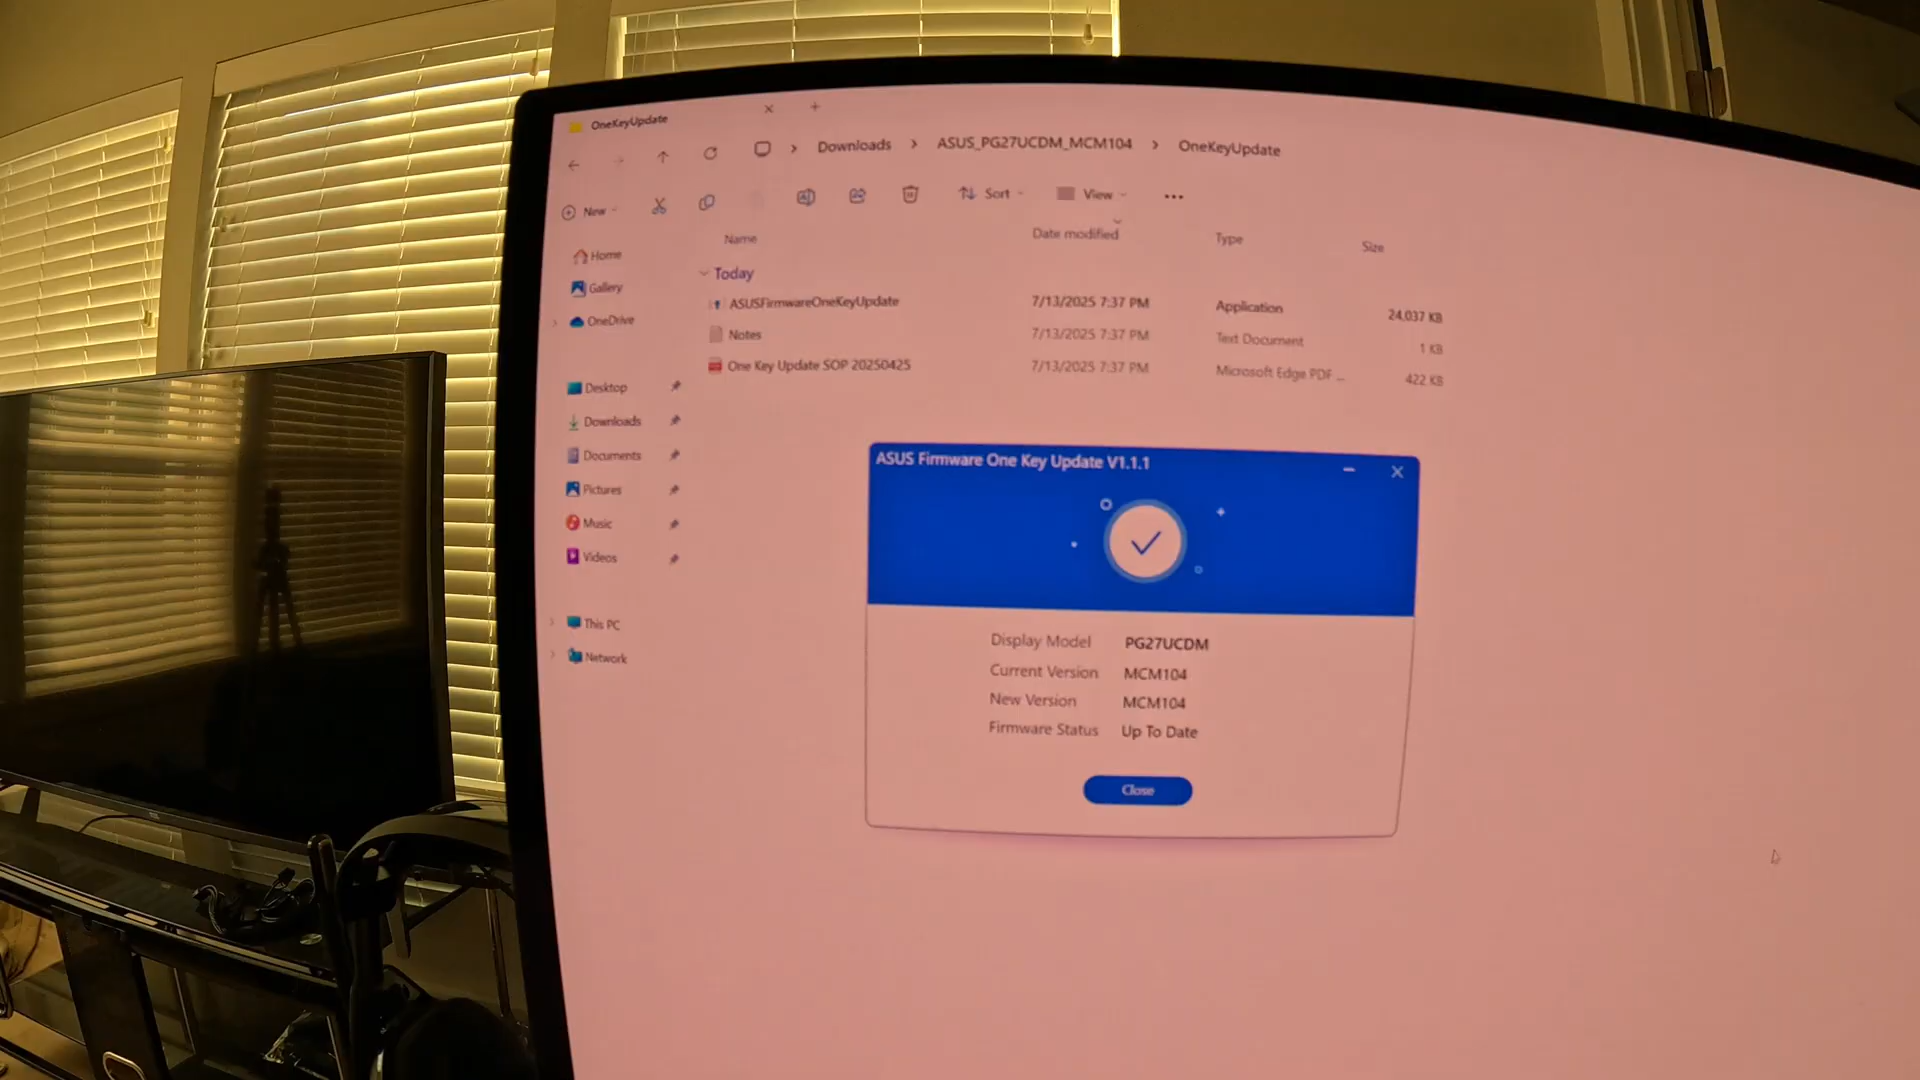 OneKeyUpdate
Downloads > ASUS_PG27UCDM_MCM104 > OneKeyUpdate
New
Sort
View
Name Date modified Type Size
Today
ASUSFirmwareOneKeyUpdate 7/13/2025 7:37 PM Application 24,037 KB
Notes 7/13/2025 7:37 PM Text Document 1 KB
One Key Update SOP 20250425 7/13/2025 7:37 PM Microsoft Edge PDF ... 422 KB
Home
Gallery
OneDrive
Desktop
Downloads
Documents
Pictures
Music
Videos
This PC
Network
ASUS Firmware One Key Update V1.1.1
Display Model PG27UCDM
Current Version MCM104
New Version MCM104
Firmware Status Up To Date
Close